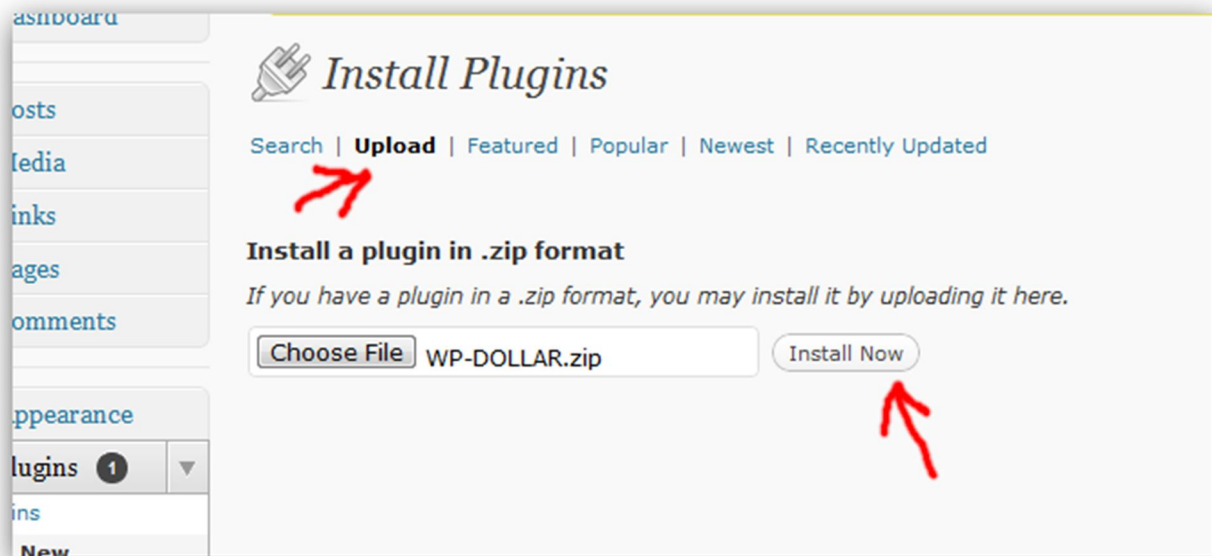 ashboard
Install Plugins
osts
Search | Upload | Featured | Popular | Newest | Recently Updated
Media
inks
Install a plugin in .zip format
ages
If you have a plugin in a .zip format, you may install it by uploading it here.
omments
Choose File WP-DOLLAR.zip Install Now
ppearance
lugins 1
ins
New